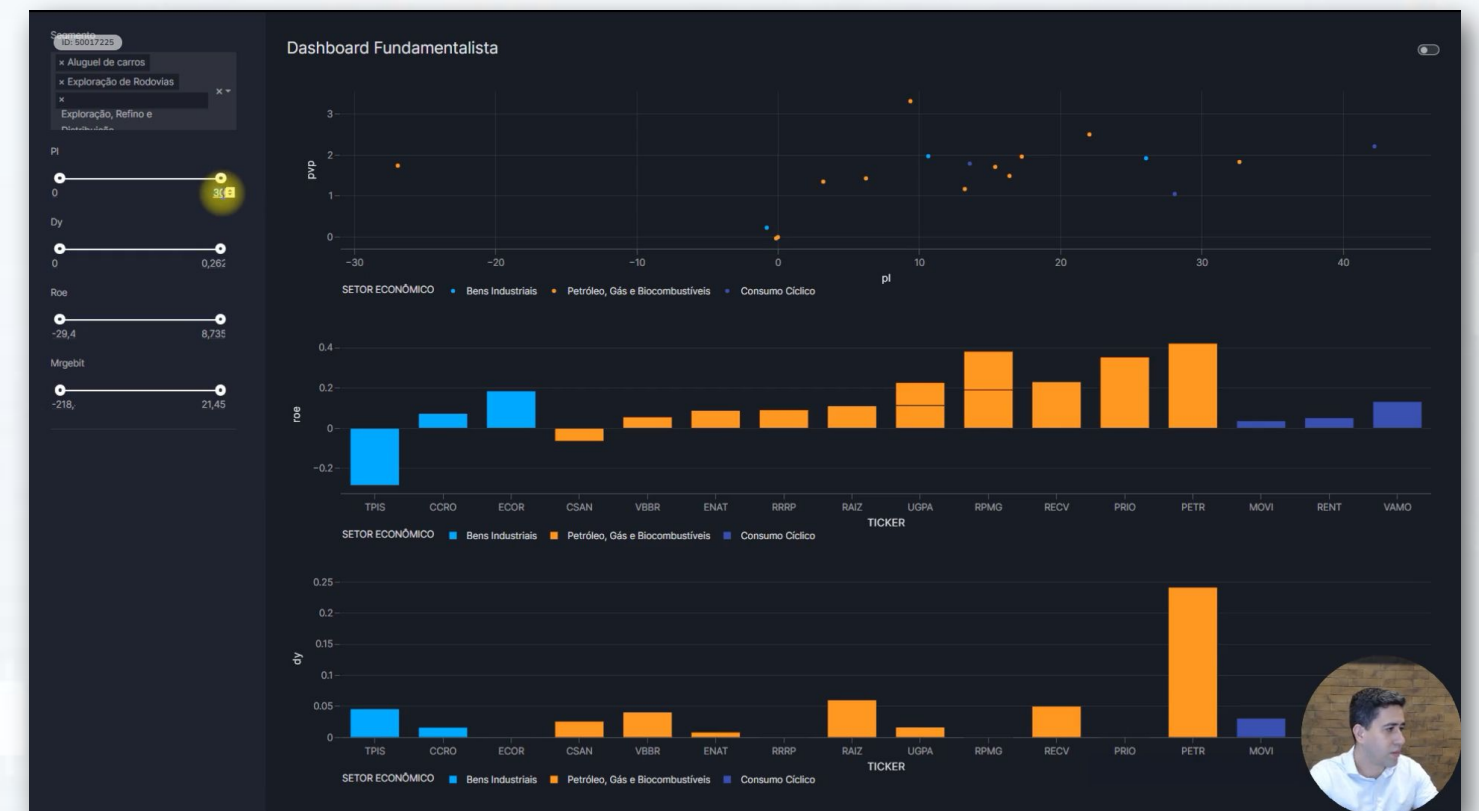 Segmento
ID: 50017225
× Aluguel de carros
× Exploração de Rodovias
×
Exploração, Refino e
Distribuição
× ▾
Pl
0
Dy
0 0,262
Roe
-29,4 8,735
Mrgebit
-218, 21,45
Dashboard Fundamentalista
pvp
3
2
1
0
−30 −20 −10 0 10 20 30 40
pl
SETOR ECONÔMICO Bens Industriais Petróleo, Gás e Biocombustíveis Consumo Cíclico
roe
0.4
0.2
0
−0.2
TPIS CCRO ECOR CSAN VBBR ENAT RRRP RAIZ UGPA RPMG RECV PRIO PETR MOVI RENT VAMO
TICKER
SETOR ECONÔMICO Bens Industriais Petróleo, Gás e Biocombustíveis Consumo Cíclico
dy
0.25
0.2
0.15
0.1
0.05
0
TPIS CCRO ECOR CSAN VBBR ENAT RRRP RAIZ UGPA RPMG RECV PRIO PETR MOVI
TICKER
SETOR ECONÔMICO Bens Industriais Petróleo, Gás e Biocombustíveis Consumo Cíclico